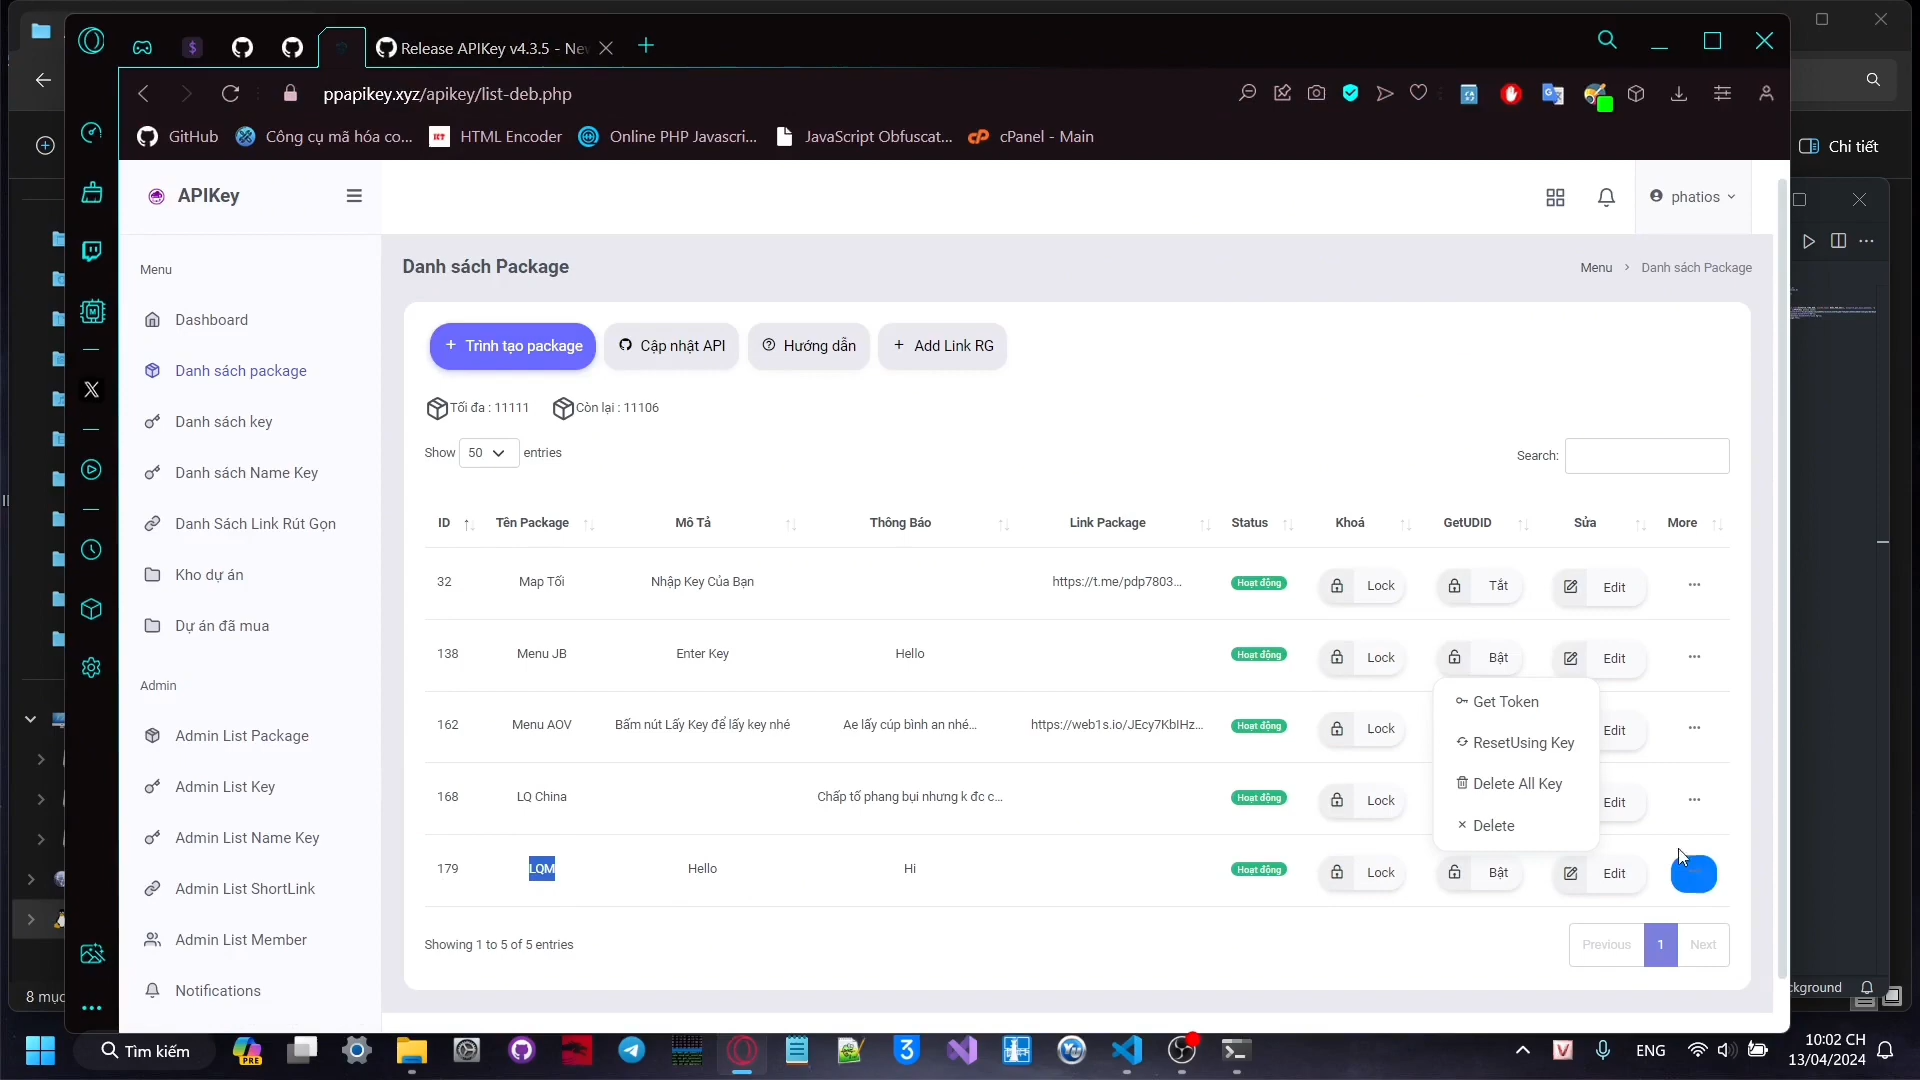 Release APIKey v4.3.5 - Nev
ppapikey.xyz/apikey/list-deb.php
GitHub
Công cụ mã hóa co...
HTML Encoder
Online PHP Javascri...
JavaScript Obfuscat...
cPanel - Main
Chi tiết
APIKey
phatios
Menu
Dashboard
Danh sách package
Danh sách key
Danh sách Name Key
Danh Sách Link Rút Gọn
Kho dự án
Dự án đã mua
Admin
Admin List Package
Admin List Key
Admin List Name Key
Admin List ShortLink
Admin List Member
Notifications
Danh sách Package
Menu > Danh sách Package
+ Trình tạo package
Cập nhật API
Hướng dẫn
+ Add Link RG
Tối đa : 11111
Còn lại : 11106
Show 50 entries
Search:
ID Tên Package Mô Tả Thông Báo Link Package Status Khoá GetUDID Sửa More
32 Map Tối Nhập Key Của Bạn https://t.me/pdp7803... Hoạt động Lock Tắt Edit
138 Menu JB Enter Key Hello Hoạt động Lock Bật Edit
162 Menu AOV Bấm nút Lấy Key để lấy key nhé Ae lấy cúp bình an nhé... https://web1s.io/JEcy7KbIHz... Hoạt động Lock Edit
168 LQ China Chấp tố phang bụi nhưng k đc c... Hoạt động Lock Edit
179 LQM Hello Hi Hoạt động Lock Bật Edit
Get Token
ResetUsing Key
Delete All Key
Delete
Showing 1 to 5 of 5 entries
Previous 1 Next
8 mục
ckground
Tìm kiếm
PRE
ENG
10:02 CH
13/04/2024